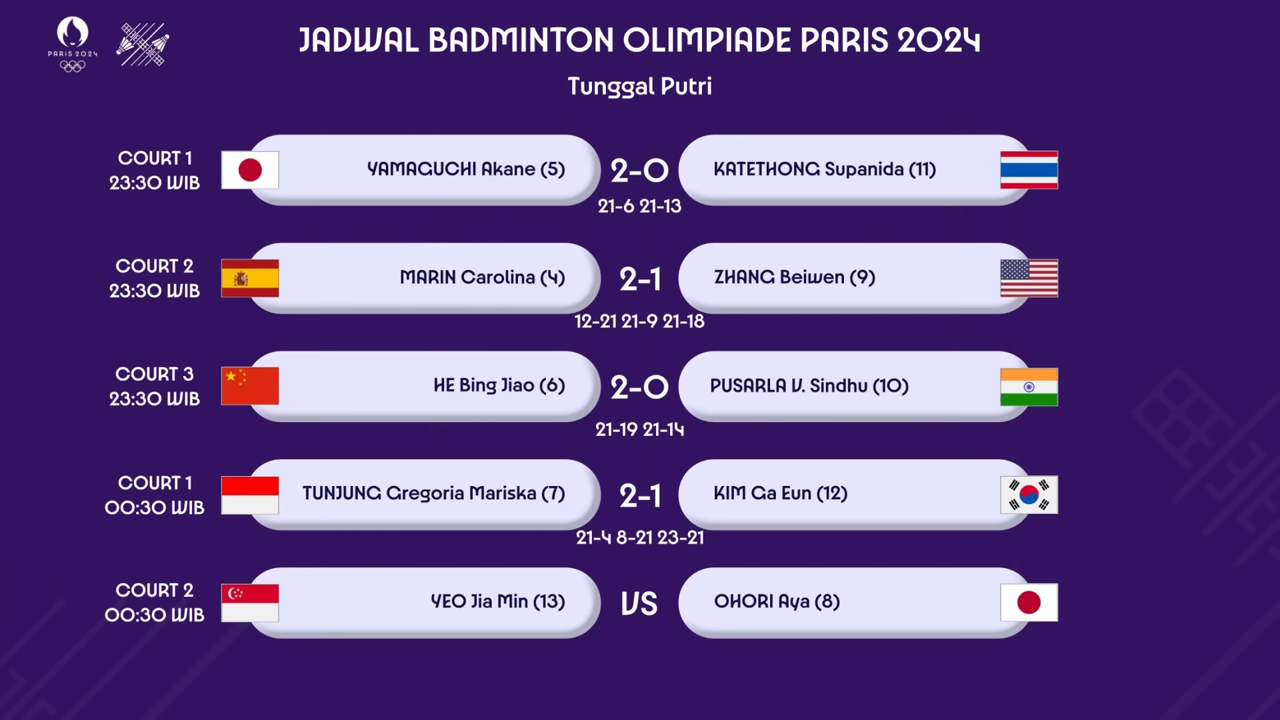 PARIS 2024
JADWAL BADMINTON OLIMPIADE PARIS 2024
Tunggal Putri
COURT 1
23:30 WIB
YAMAGUCHI Akane (5)
2-0
KATETHONG Supanida (11)
21-6 21-13
COURT 2
23:30 WIB
MARIN Carolina (4)
2-1
ZHANG Beiwen (9)
12-21 21-9 21-18
COURT 3
23:30 WIB
HE Bing Jiao (6)
2-0
PUSARLA V. Sindhu (10)
21-19 21-14
COURT 1
00:30 WIB
TUNJUNG Gregoria Mariska (7)
2-1
KIM Ga Eun (12)
21-4 8-21 23-21
COURT 2
00:30 WIB
YEO Jia Min (13)
VS
OHORI Aya (8)